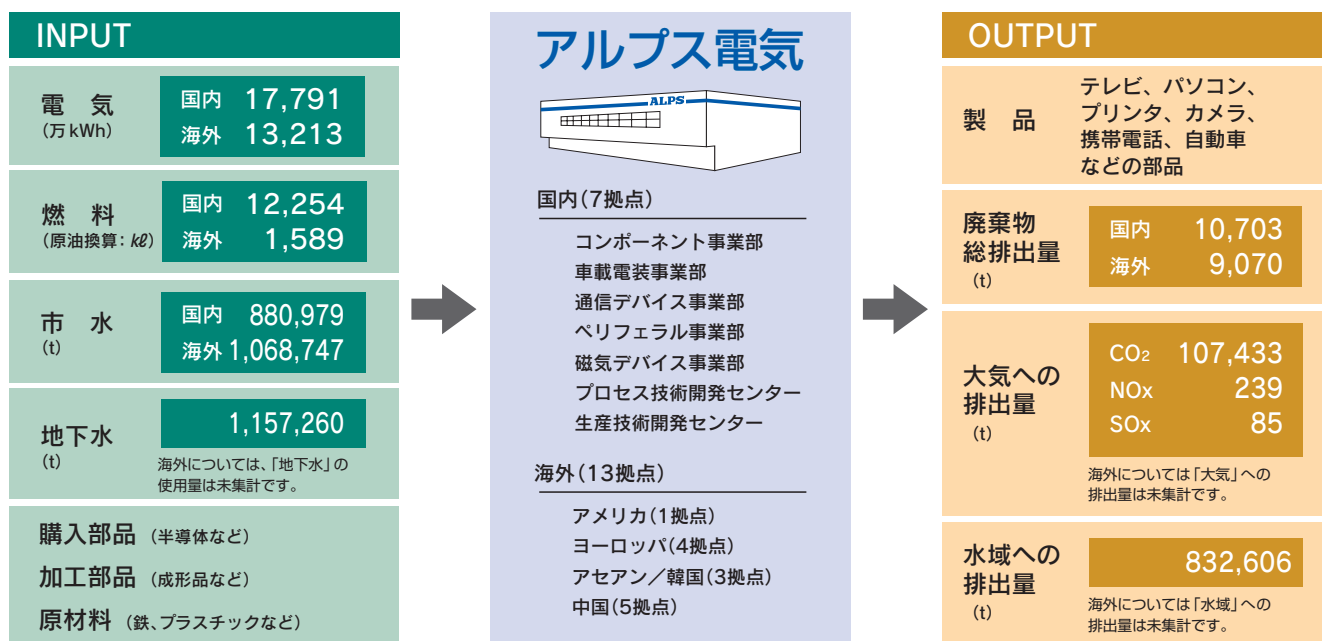 INPUT
電 気
(万kWh)
国内 17,791
海外 13,213
燃 料
(原油換算：㎘)
国内 12,254
海外 1,589
市 水
(t)
国内 880,979
海外 1,068,747
地下水
(t)
1,157,260
海外については、「地下水」の
使用量は未集計です。
購入部品 （半導体など）
加工部品 （成形品など）
原材料 （鉄、プラスチックなど）
アルプス電気
ALPS
国内（7拠点）
コンポーネント事業部
車載電装事業部
通信デバイス事業部
ペリフェラル事業部
磁気デバイス事業部
プロセス技術開発センター
生産技術開発センター
海外（13拠点）
アメリカ（1拠点）
ヨーロッパ（4拠点）
アセアン／韓国（3拠点）
中国（5拠点）
OUTPUT
製 品
テレビ、パソコン、
プリンタ、カメラ、
携帯電話、自動車
などの部品
廃棄物
総排出量
(t)
国内 10,703
海外 9,070
大気への
排出量
(t)
CO₂ 107,433
NOx 239
SOx 85
海外については「大気」への
排出量は未集計です。
水域への
排出量
(t)
832,606
海外については「水域」への
排出量は未集計です。